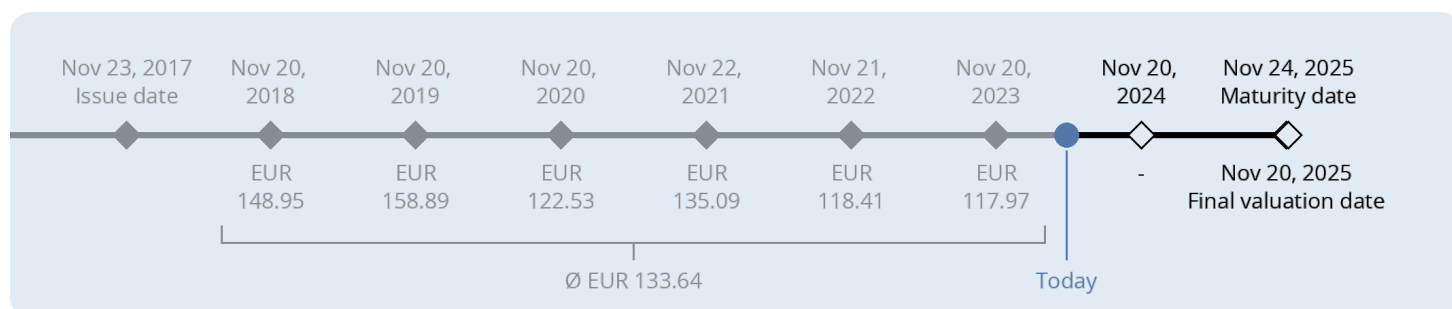 Nov 23, 2017
Issue date
Nov 20,
2018
Nov 20,
2019
Nov 20,
2020
Nov 22,
2021
Nov 21,
2022
Nov 20,
2023
Nov 20,
2024
Nov 24, 2025
Maturity date
EUR
148.95
EUR
158.89
EUR
122.53
EUR
135.09
EUR
118.41
EUR
117.97
-
Nov 20, 2025
Final valuation date
Ø EUR 133.64
Today